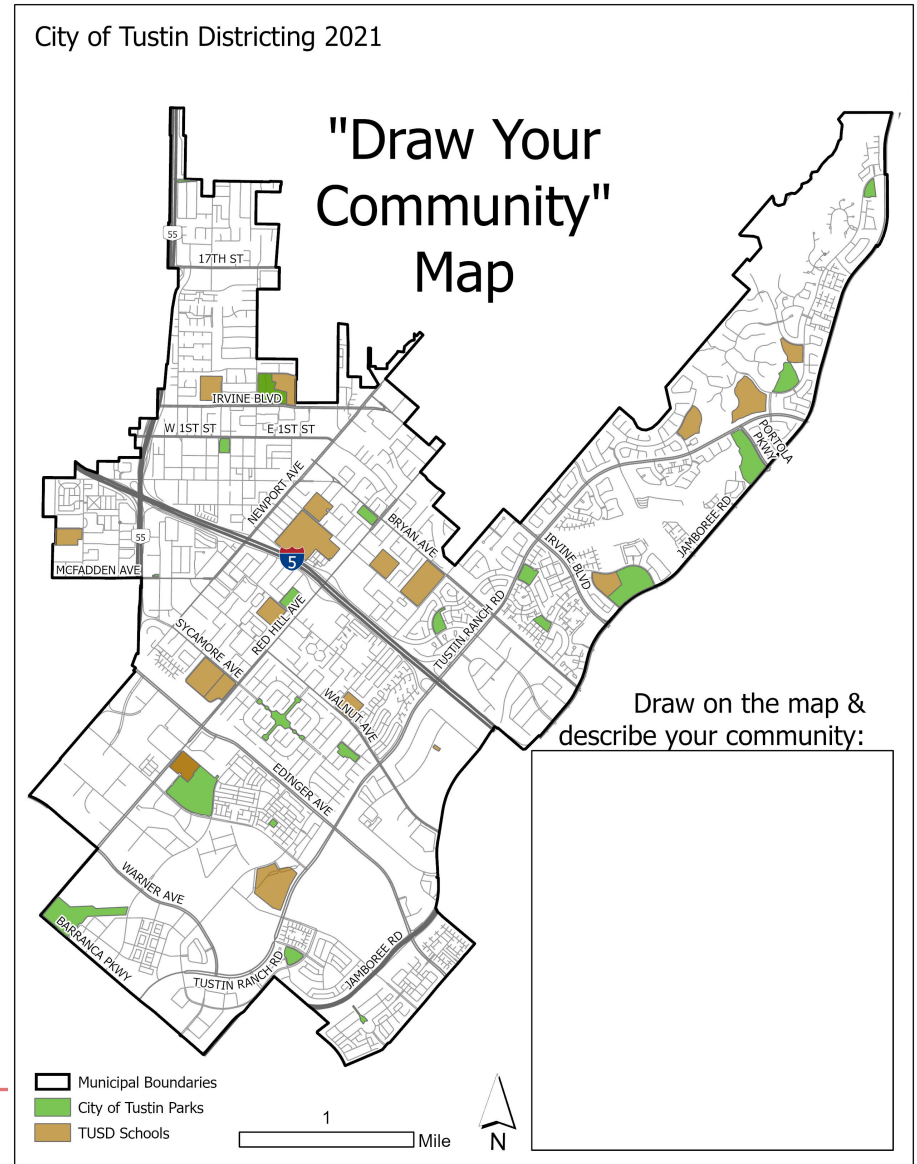 City of Tustin Districting 2021
"Draw Your
Community"
Map
55
17TH ST
IRVINE BLVD
W 1ST ST
E 1ST ST
NEWPORT AVE
BRYAN AVE
PORTOLA
PKWY
55
5
IRVINE BLVD
JAMBOREE RD
MCFADDEN AVE
RED HILL AVE
TUSTIN RANCH RD
SYCAMORE AVE
WALNUT AVE
Draw on the map &
describe your community:
EDINGER AVE
WARNER AVE
BARRANCA PKWY
TUSTIN RANCH RD
JAMBOREE RD
Municipal Boundaries
City of Tustin Parks
TUSD Schools
1
Mile
N